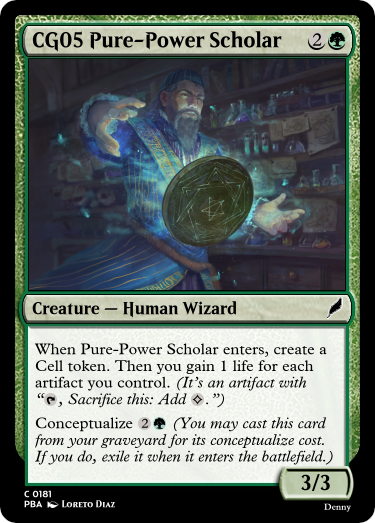 CG05 Pure-Power Scholar 2
Creature — Human Wizard
When Pure-Power Scholar enters, create a
Cell token. Then you gain 1 life for each
artifact you control. (It's an artifact with
“, Sacrifice this: Add .”)
Conceptualize 2 (You may cast this
card from your graveyard for its conceptualize cost.
If you do, exile it when it enters the battlefield.)
3/3
C 0181
PBA Loreto Diaz
Denny